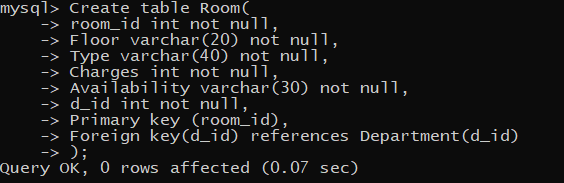 mysql> Create table Room(
    -> room_id int not null,
    -> Floor varchar(20) not null,
    -> Type varchar(40) not null,
    -> Charges int not null,
    -> Availability varchar(30) not null,
    -> d_id int not null,
    -> Primary key (room_id),
    -> Foreign key(d_id) references Department(d_id)
    -> );
Query OK, 0 rows affected (0.07 sec)